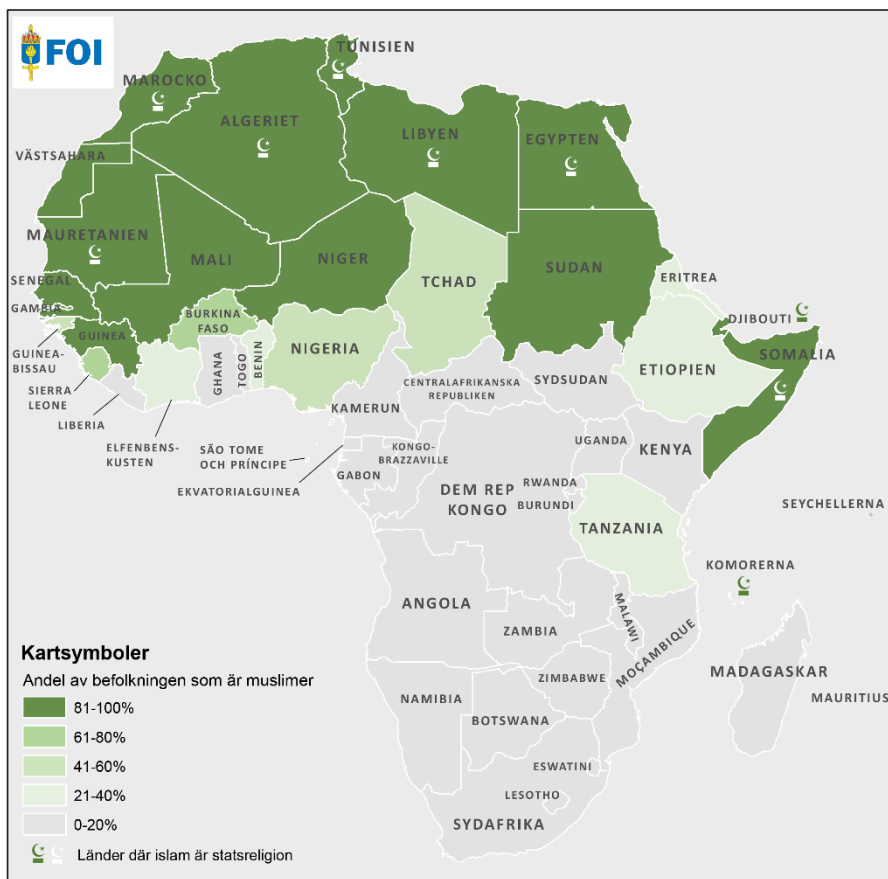 FOI
TUNISIEN
MAROCKO
ALGERIET
LIBYEN
EGYPTEN
VÄSTSAHARA
MAURETANIEN
MALI
NIGER
TCHAD
SUDAN
ERITREA
SENEGAL
GAMBIA
GUINEA
BURKINA
FASO
DJIBOUTI
GUINEA-
BISSAU
NIGERIA
SOMALIA
ETIOPIEN
SIERRA
LEONE
LIBERIA
GHANA
TOGO
BENIN
CENTRALAFRIKANSKA
REPUBLIKEN
SYDSUDAN
KAMERUN
ELFENBENS-
KUSTEN
SÃO TOME
OCH PRÍNCIPE
EKVATORIALGUINEA
KONGO-
BRAZZAVILLE
GABON
UGANDA
KENYA
DEM REP
KONGO
RWANDA
BURUNDI
TANZANIA
SEYCHELLERNA
KOMORERNA
ANGOLA
ZAMBIA
MALAWI
MOÇAMBIQUE
MADAGASKAR
MAURITIUS
NAMIBIA
ZIMBABWE
BOTSWANA
ESWATINI
LESOTHO
SYDAFRIKA
Kartsymboler
Andel av befolkningen som är muslimer
81-100%
61-80%
41-60%
21-40%
0-20%
Länder där islam är statsreligion